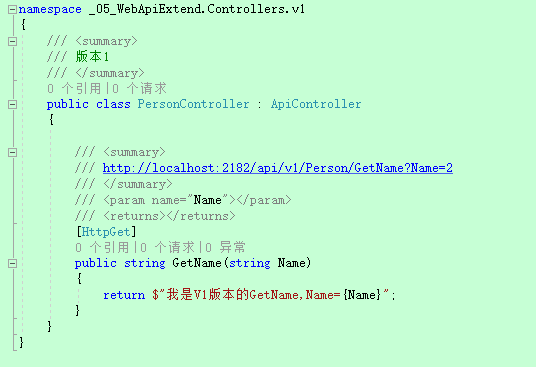 namespace _05_WebApiExtend.Controllers.v1
{
/// <summary>
/// 版本1
/// </summary>
0 个引用|0 个请求
public class PersonController : ApiController
{
/// <summary>
/// http://localhost:2182/api/v1/Person/GetName?Name=2
/// </summary>
/// <param name="Name"></param>
/// <returns></returns>
[HttpGet]
0 个引用|0 个请求|0 异常
public string GetName(string Name)
{
return $"我是V1版本的GetName,Name={Name}";
}
}
}